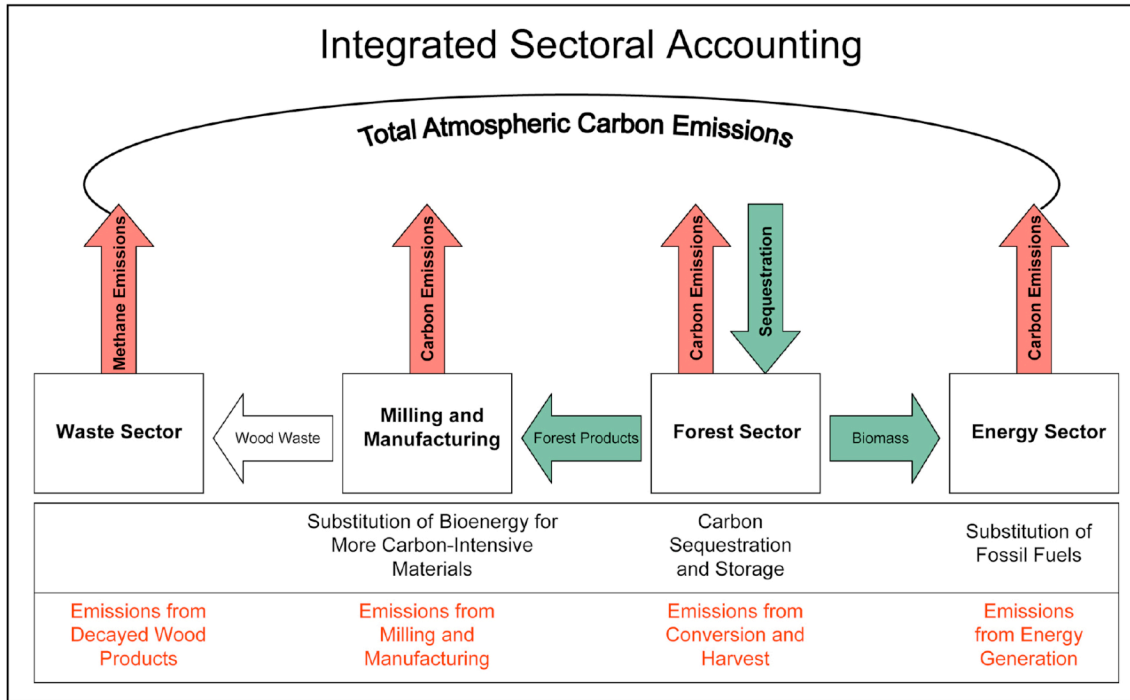 Integrated Sectoral Accounting
Total Atmospheric Carbon Emissions
Methane Emissions
Carbon Emissions
Carbon Emissions
Sequestration
Carbon Emissions
Waste Sector
Wood Waste
Milling and
Manufacturing
Forest Products
Forest Sector
Biomass
Energy Sector
Substitution of Bioenergy for
More Carbon-Intensive
Materials
Carbon
Sequestration
and Storage
Substitution of
Fossil Fuels
Emissions from
Decayed Wood
Products
Emissions from
Milling and
Manufacturing
Emissions from
Conversion and
Harvest
Emissions
from Energy
Generation